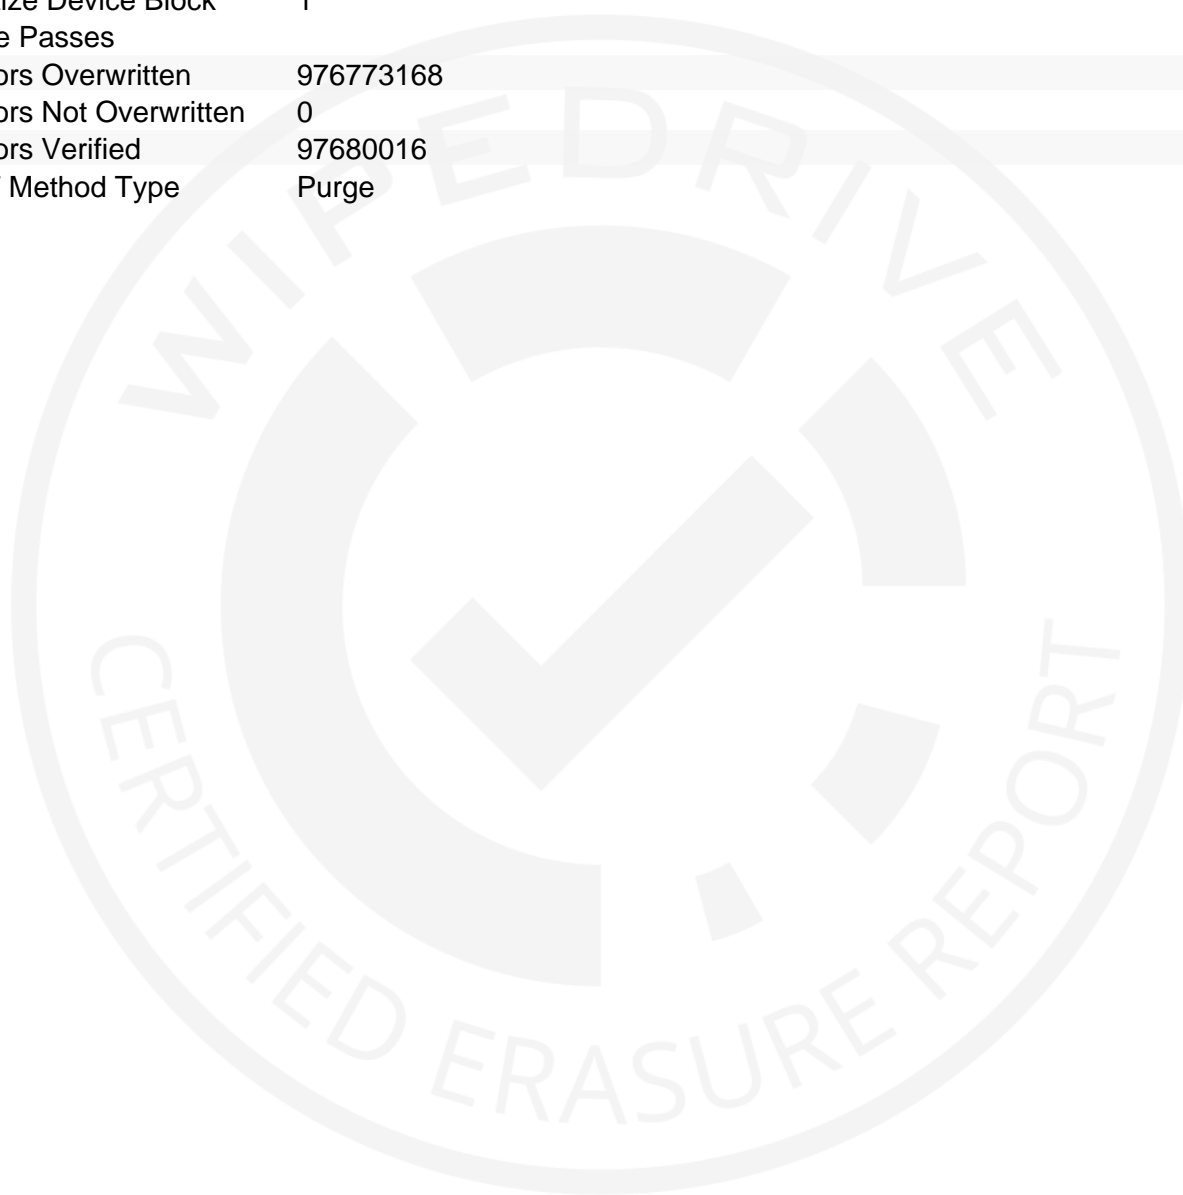 ize Device Block 1
e Passes
ors Overwritten 976773168
ors Not Overwritten 0
ors Verified 97680016
Method Type Purge
WIPEDRIVE
CERTIFIED ERASURE REPORT